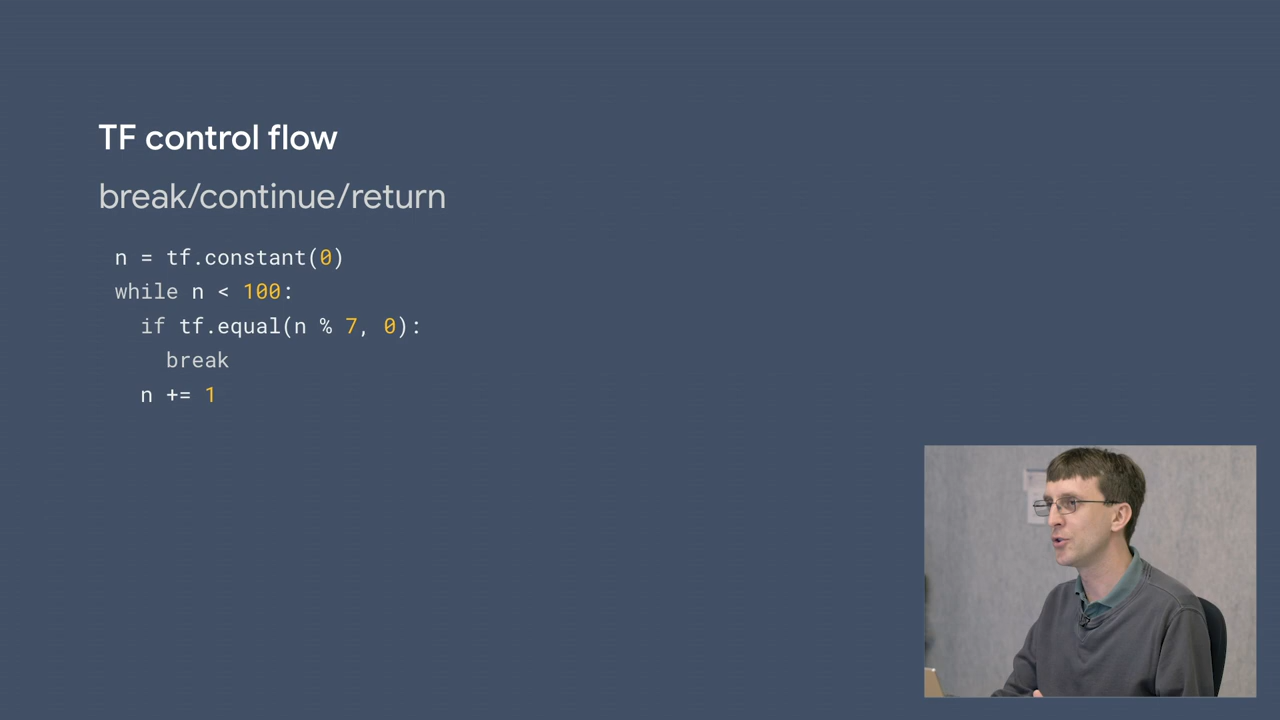 TF control flow
break/continue/return
n = tf.constant(0)
while n < 100:
  if tf.equal(n % 7, 0):
    break
  n += 1